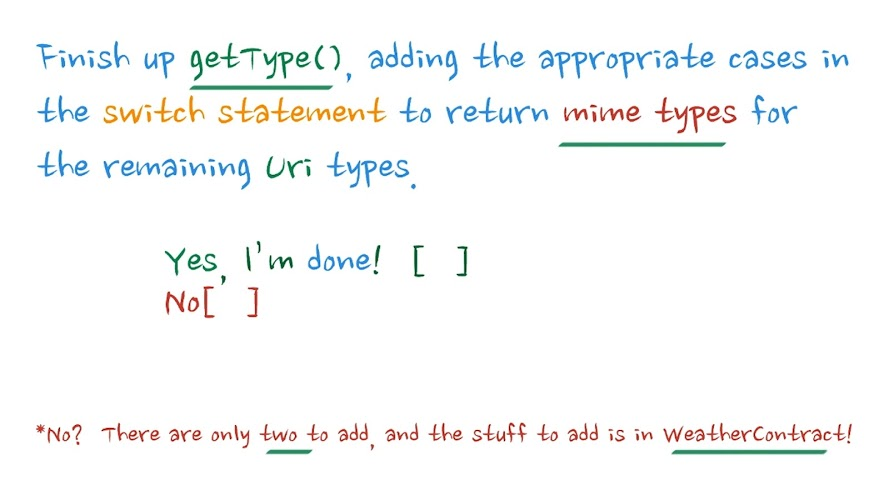 Finish up getType(), adding the appropriate cases in
the switch statement to return mime types for
the remaining Uri types.
Yes, I'm done! [ ]
No[ ]
*No? There are only two to add, and the stuff to add is in WeatherContract!